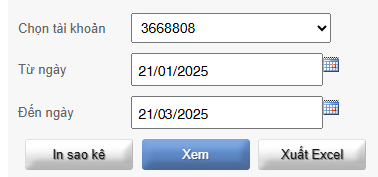 Chọn tài khoản 3668808
Từ ngày 21/01/2025
Đến ngày 21/03/2025
In sao kê Xem Xuất Excel